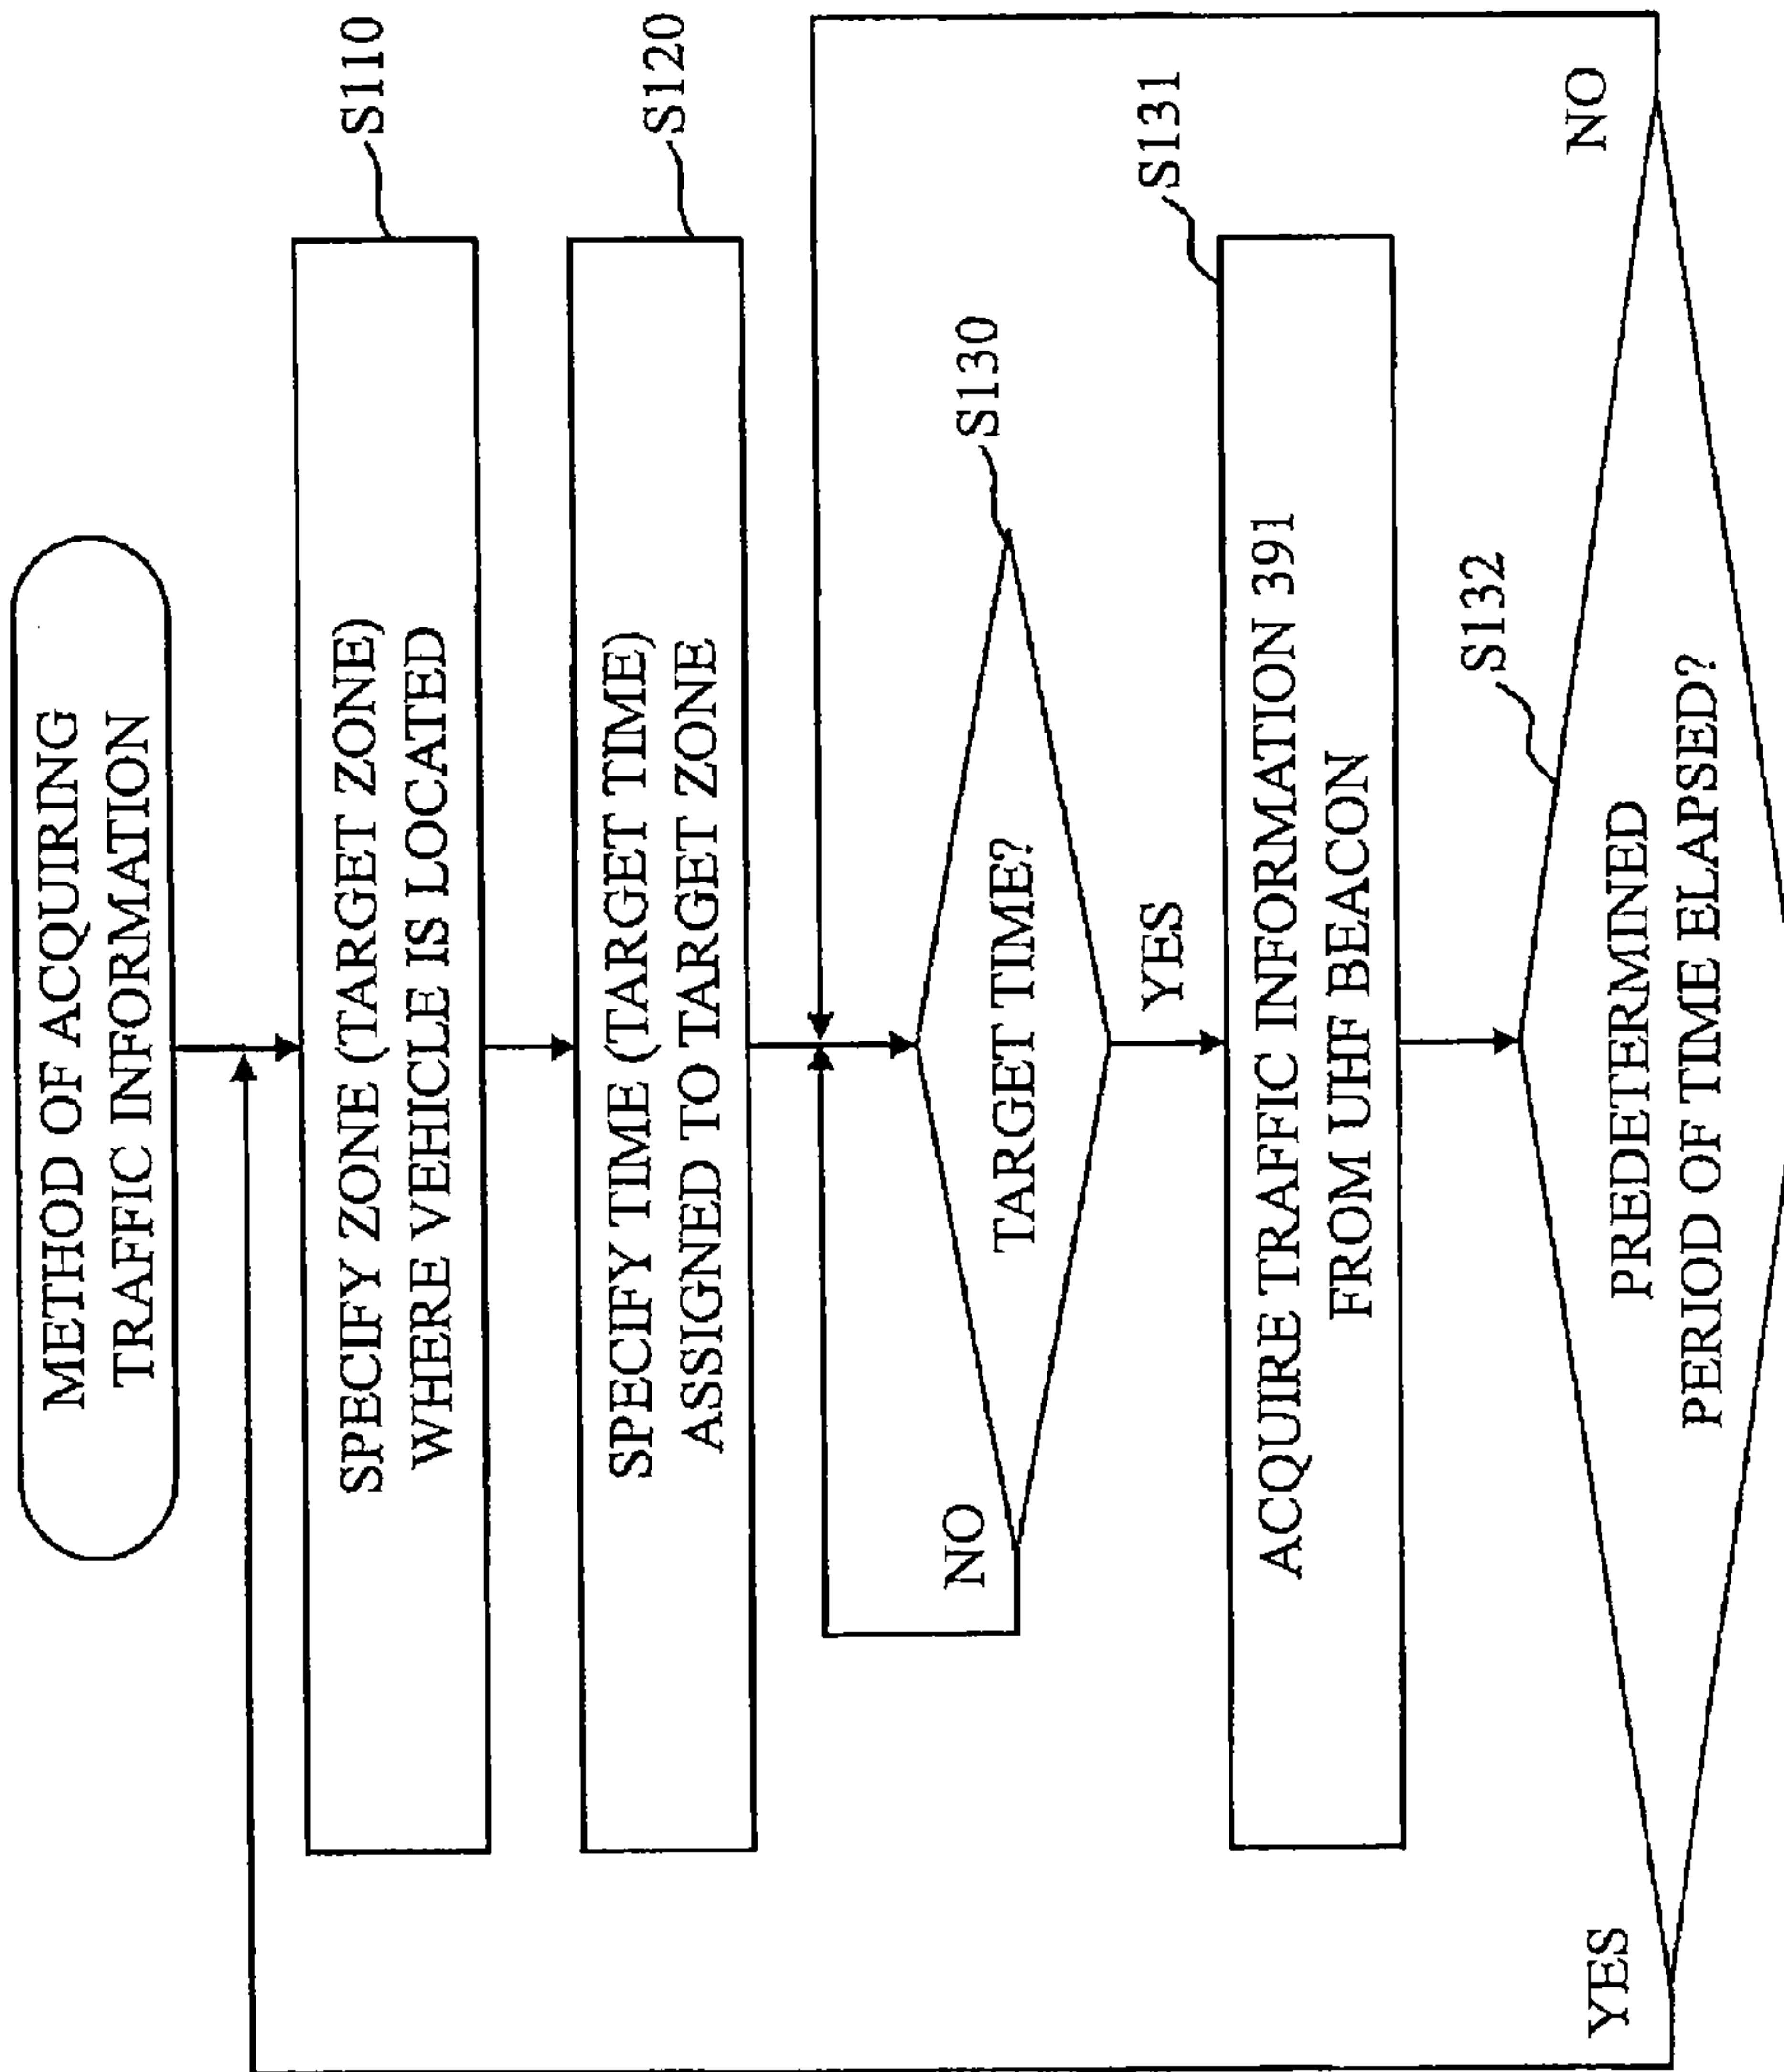 METHOD OF ACQUIRING
TRAFFIC INFORMATION
S110
SPECIFY ZONE (TARGET ZONE)
WHERE VEHICLE IS LOCATED
S120
SPECIFY TIME (TARGET TIME)
ASSIGNED TO TARGET ZONE
S130
NO
TARGET TIME?
YES
S131
ACQUIRE TRAFFIC INFORMATION 391
FROM UHF BEACON
S132
YES
PREDETERMINED
PERIOD OF TIME ELAPSED?
NO